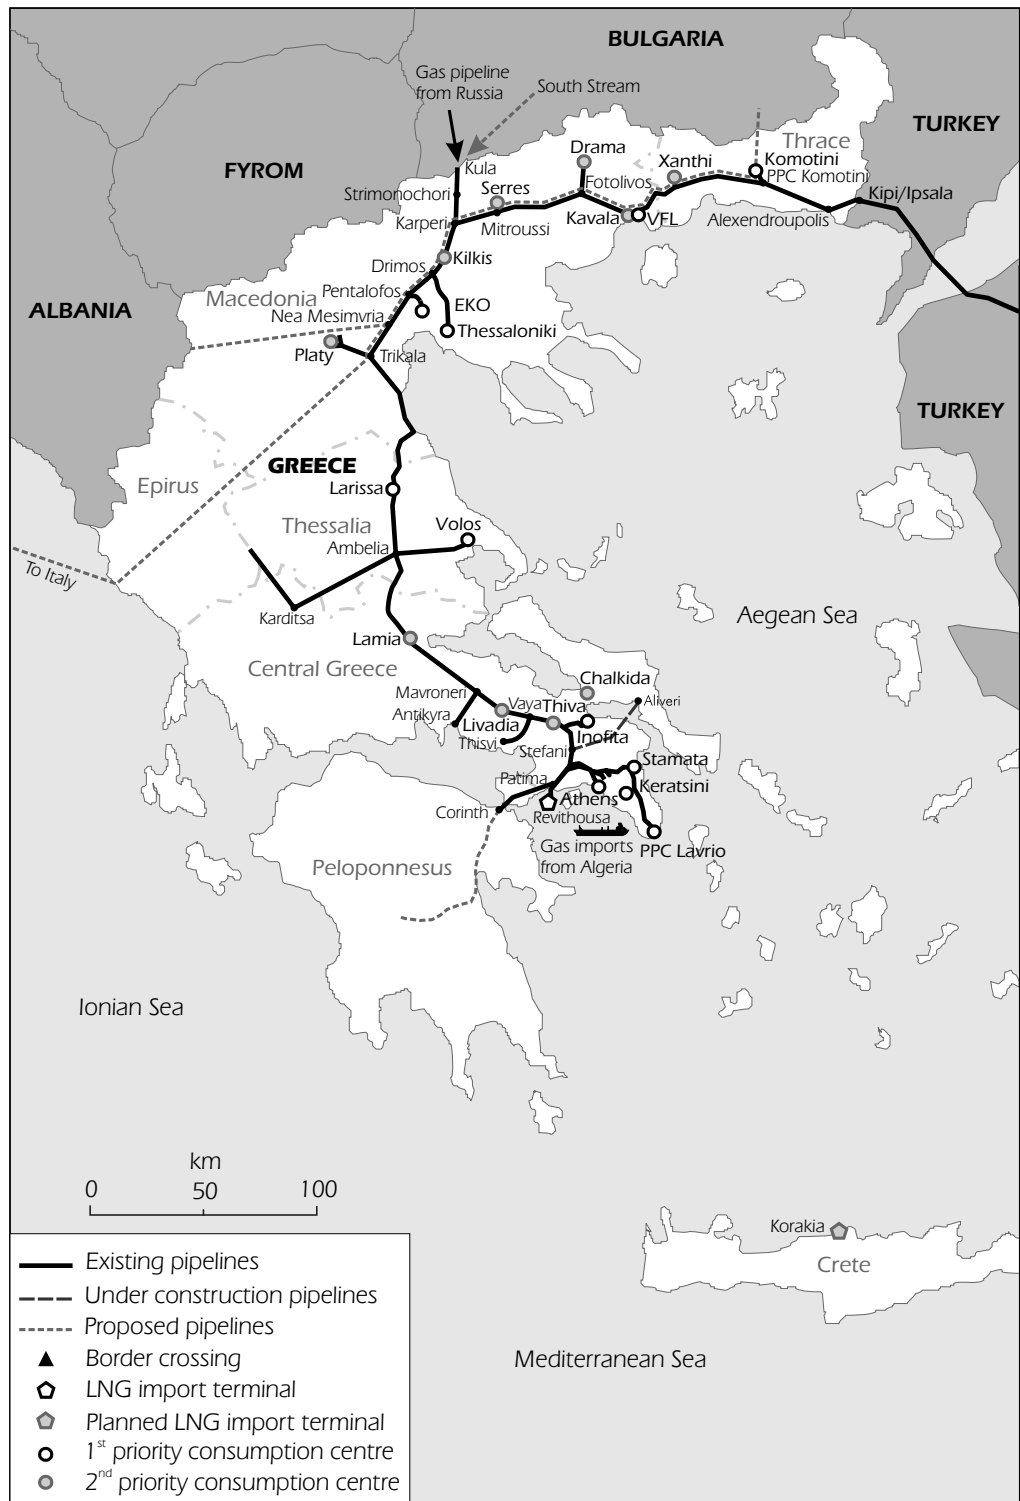 BULGARIA
Gas pipeline
from Russia
South Stream
TURKEY
FYROM
Thrace
Drama
Xanthi
Komotini
PPC Komotini
Kula
Strimonochori
Serres
Fotolivos
Kipi/Ipsala
Karperi
Mitroussi
Kavala
VFL
Alexendroupolis
Kilkis
Drimos
Pentalofos
Macedonia
Nea Mesimvria
EKO
Thessaloniki
ALBANIA
Platy
Trikala
TURKEY
GREECE
Epirus
Larissa
Thessalia
Volos
Ambelia
To Italy
Karditsa
Aegean Sea
Lamia
Central Greece
Chalkida
Mavroneri
Aliveri
Vaya
Thiva
Antikyra
Livadia
Inofita
Thisvi
Stefani
Stamata
Patima
Keratsini
Athens
Corinth
Revithousa
Gas imports
from Algeria
PPC Lavrio
Peloponnesus
Ionian Sea
km
0
50
100
Korakia
Crete
Mediterranean Sea
Existing pipelines
Under construction pipelines
Proposed pipelines
Border crossing
LNG import terminal
Planned LNG import terminal
1st priority consumption centre
2nd priority consumption centre